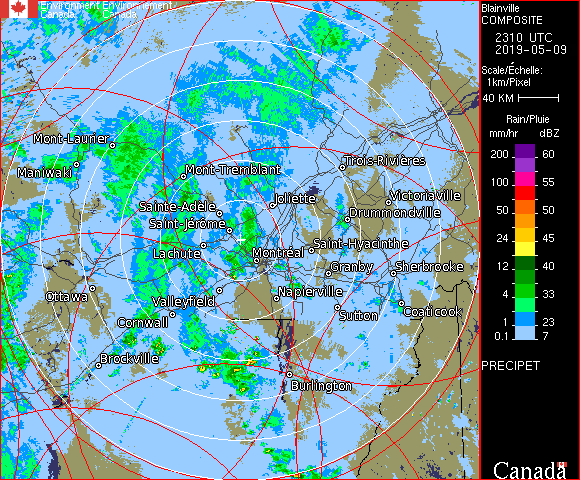 Environment Environnement
Canada Canada
Blainville
COMPOSITE
2310 UTC
2019-05-09
Scale/Échelle:
1km/Pixel
40 KM
Rain/Pluie
mm/hr dBZ
200 60
100 55
50 50
24 45
12 40
4 33
1 23
0.1 7
PRECIPET
Canada
Mont-Laurier
Maniwaki
Mont-Tremblant
Trois-Rivières
Sainte-Adele
Joliette
Victoriaville
Saint-Jérôme
Drummondville
Lachute
Montréal
Saint-Hyacinthe
Granby
Sherbrooke
Ottawa
Valleyfield
Napierville
Cornwall
Sutton
Coaticook
Brockville
Burlington